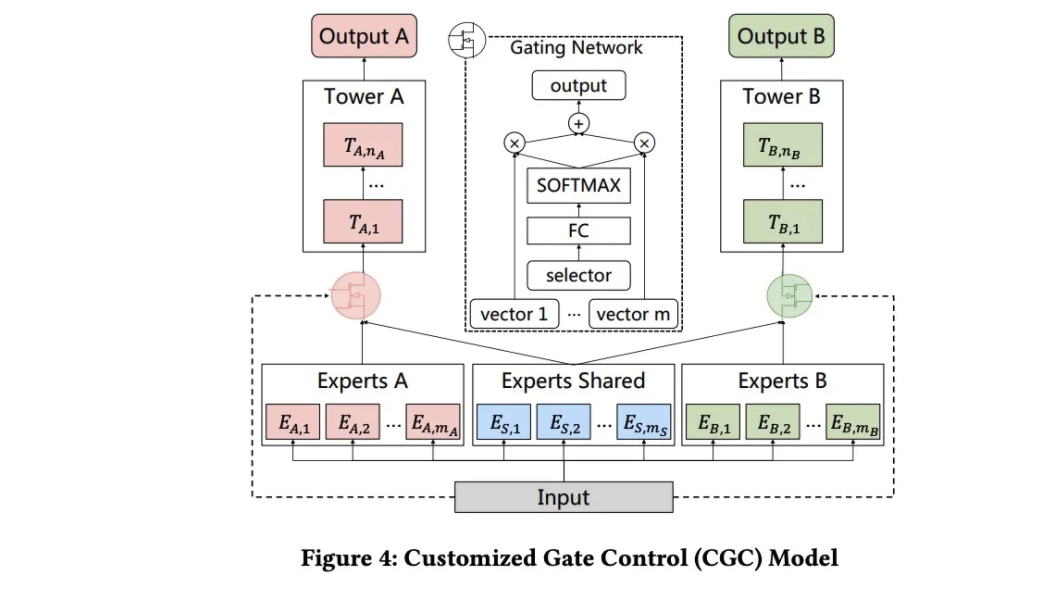 Output A
Gating Network
Output B
Tower A
output
Tower B
+
× ×
T_{A,n_A}
T_{B,n_B}
...
SOFTMAX
...
T_{A,1}
FC
T_{B,1}
selector
vector 1 ... vector m
Experts A
Experts Shared
Experts B
E_{A,1} E_{A,2} ... E_{A,m_A}
E_{S,1} E_{S,2} ... E_{S,m_S}
E_{B,1} E_{B,2} ... E_{B,m_B}
Input
Figure 4: Customized Gate Control (CGC) Model